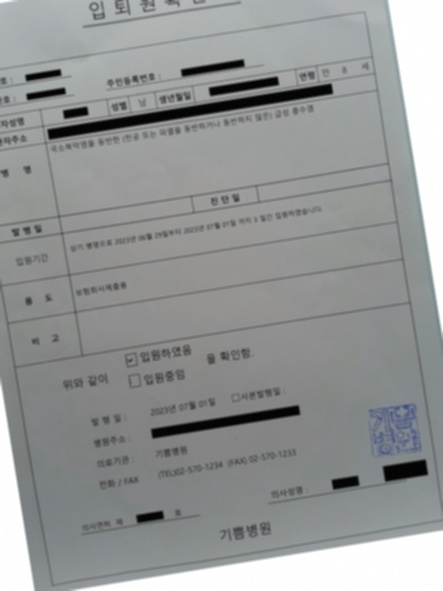 입퇴원확인
호 :
주민등록번호 :
번호 :
자성명 성별 남 생년월일 연령 만 8 세
자주소
병 명 국소복막염을 동반한 (천공 또는 파열을 동반하거나 동반하지 않은) 급성 충수염
발 병 일 진 단 일
입원기간 상기 병명으로 2023년 06월 29일부터 2023년 07월 01일 까지 3 일간 입원하였습니다.
용 도 보험회사제출용
비 고
위와 같이 입원하였음 을 확인함.
입원중임
발 행 일 : 2023년 07월 01일 □사본발행일 :
병원주소 :
의료기관 : 기쁨병원
전화 / FAX (TEL)02-570-1234 (FAX) 02-570-1233
의사면허 제 호 의사성명 :
기쁨병원